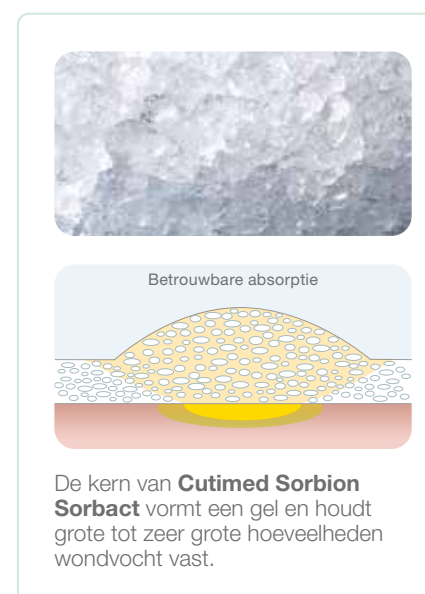 Betrouwbare absorptie
De kern van Cutimed Sorbion
Sorbact vormt een gel en houdt
grote tot zeer grote hoeveelheden
wondvocht vast.